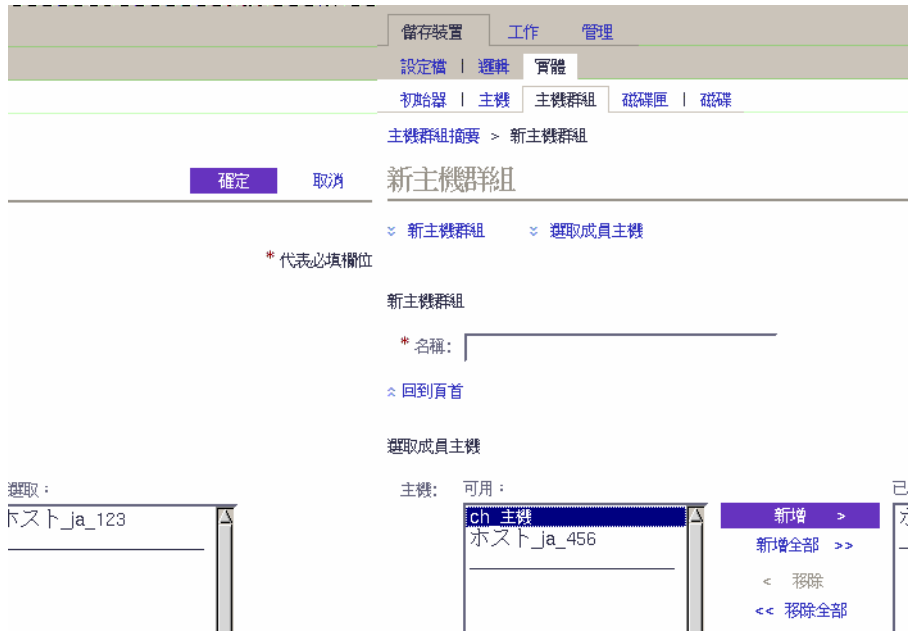 儲存裝置 工作 管理
設定檔 | 邏輯 實體
初始器 | 主機 主機群組 磁碟匣 | 磁碟
主機群組摘要 > 新主機群組
確定 取消 新主機群組
新主機群組 選取成員主機
* 代表必填欄位
新主機群組
* 名稱:
回到頁首
選取成員主機
選取: 主機: 可用: 已
ホスト_ja_123 ch_主機 新增 >
ホスト_ja_456 新增全部 >>
< 移除
<< 移除全部